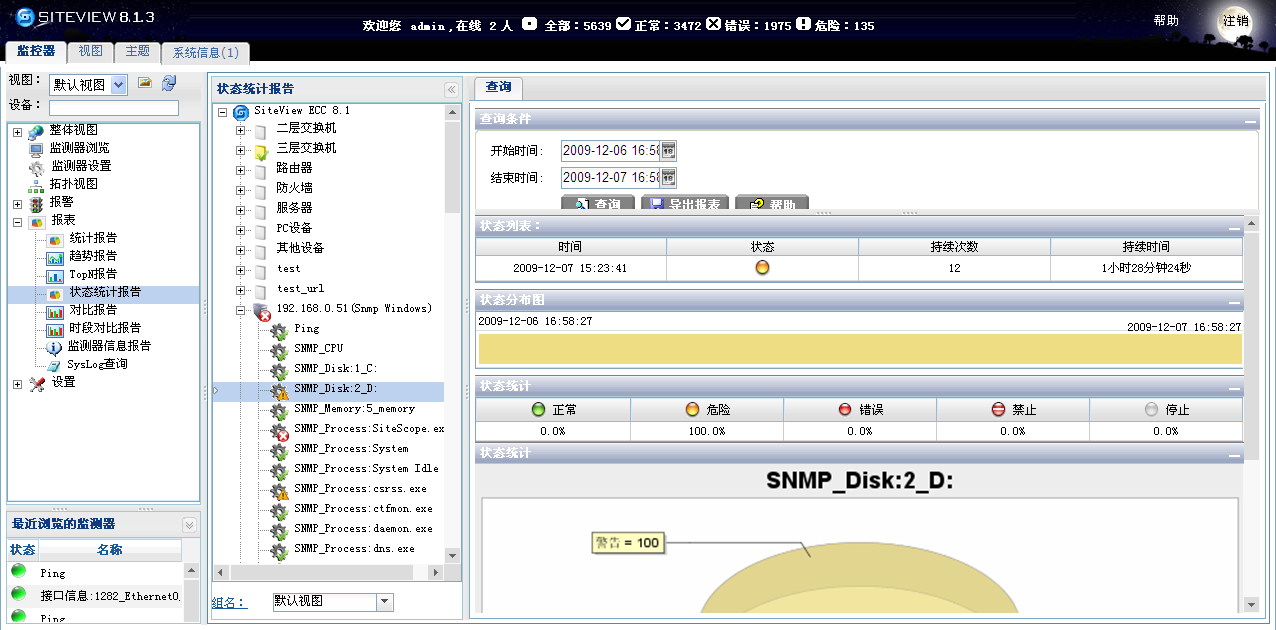 SITEVIEW 8.1.3
欢迎您 admin,在线 2 人 全部：5639 正常：3472 错误：1975 危险：135
帮助 注销
监控器 视图 主题 系统信息(1)
视图： 默认视图
设备：
整体视图
监测器浏览
监测器设置
拓扑视图
报警
报表
统计报告
趋势报告
TopN报告
状态统计报告
对比报告
时段对比报告
监测器信息报告
SysLog查询
设置
最近浏览的监测器
状态 名称
Ping
接口信息:1282_Ethernet0,
Ping
状态统计报告
SiteView ECC 8.1
二层交换机
三层交换机
路由器
防火墙
服务器
PC设备
其他设备
test
test_url
192.168.0.51(Snmp Windows)
Ping
SNMP_CPU
SNMP_Disk:1_C:
SNMP_Disk:2_D:
SNMP_Memory:5_memory
SNMP_Process:SiteScope.ex
SNMP_Process:System
SNMP_Process:System Idle
SNMP_Process:csrss.exe
SNMP_Process:ctfmon.exe
SNMP_Process:daemon.exe
SNMP_Process:dns.exe
组名： 默认视图
查询
查询条件
开始时间： 2009-12-06 16:58
结束时间： 2009-12-07 16:58
查询 导出报表 帮助
状态列表：
时间 状态 持续次数 持续时间
2009-12-07 15:23:41 12 1小时28分钟24秒
状态分布图
2009-12-06 16:58:27
2009-12-07 16:58:27
状态统计
正常 危险 错误 禁止 停止
0.0% 100.0% 0.0% 0.0% 0.0%
状态统计
SNMP_Disk:2_D:
警告 = 100